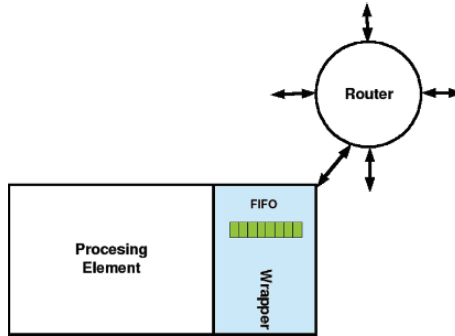 Router
FIFO
Procesing
Element
Wrapper